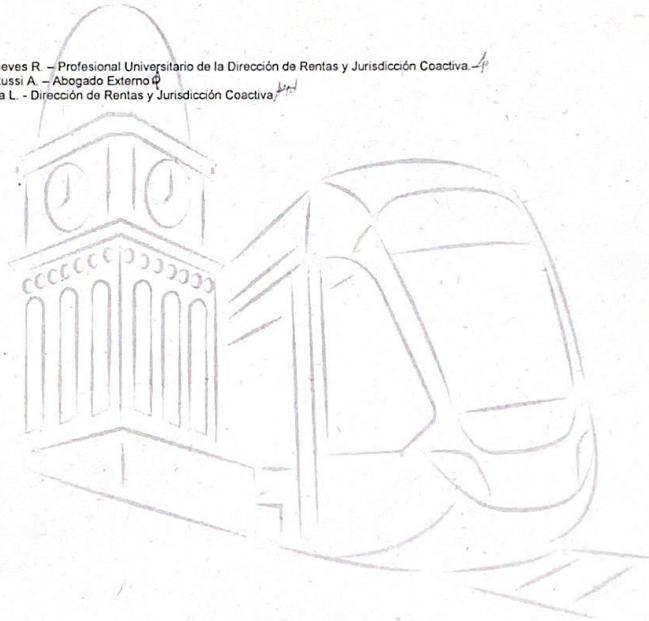 eves R. – Profesional Universitario de la Dirección de Rentas y Jurisdicción Coactiva.
ussi A. – Abogado Externo
a L. - Dirección de Rentas y Jurisdicción Coactiva